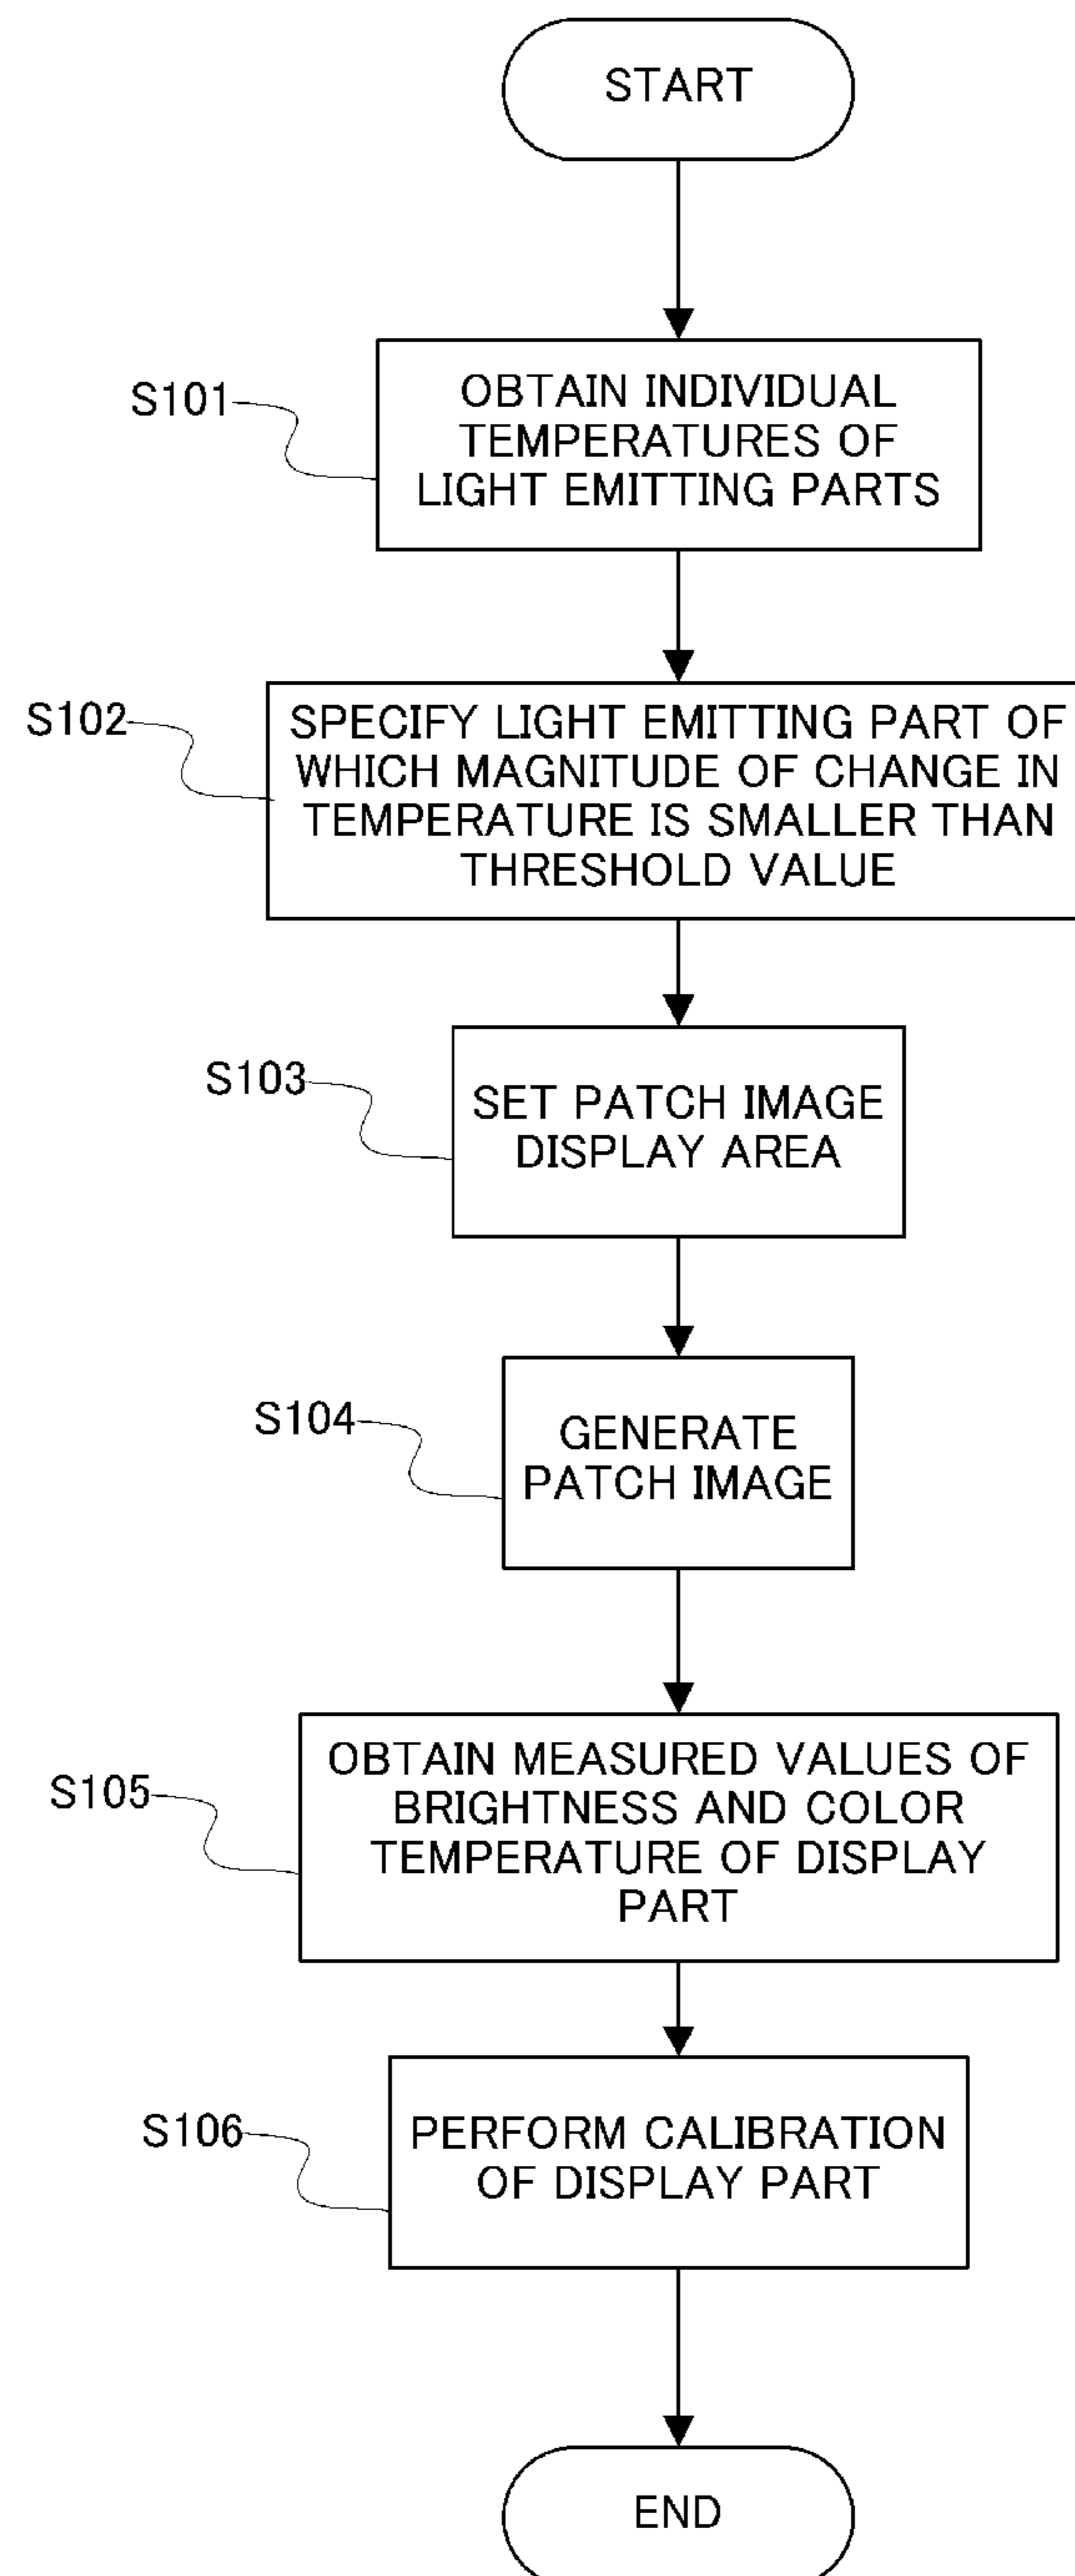 START
S101
OBTAIN INDIVIDUAL
TEMPERATURES OF
LIGHT EMITTING PARTS
S102
SPECIFY LIGHT EMITTING PART OF
WHICH MAGNITUDE OF CHANGE IN
TEMPERATURE IS SMALLER THAN
THRESHOLD VALUE
S103
SET PATCH IMAGE
DISPLAY AREA
S104
GENERATE
PATCH IMAGE
S105
OBTAIN MEASURED VALUES OF
BRIGHTNESS AND COLOR
TEMPERATURE OF DISPLAY
PART
S106
PERFORM CALIBRATION
OF DISPLAY PART
END